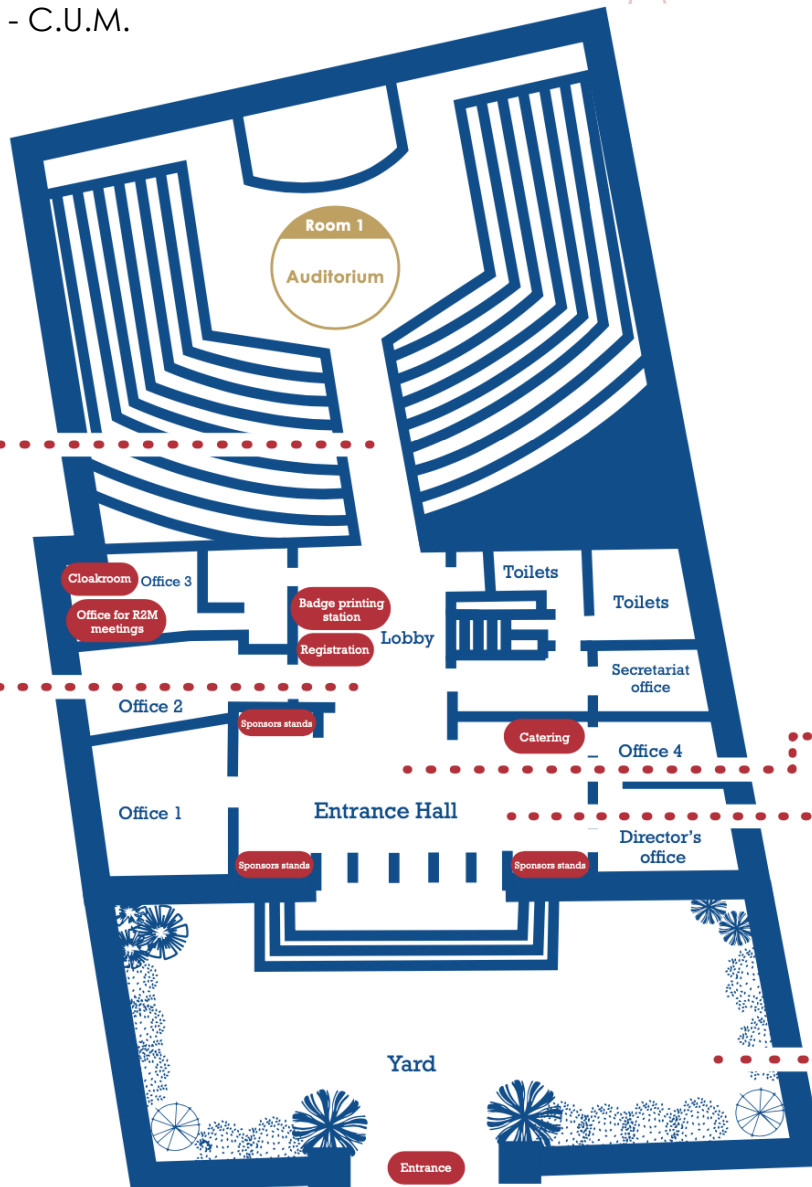 - C.U.M.
Room 1
Auditorium
Cloakroom
Office 3
Office for R2M
meetings
Badge printing
station
Registration
Lobby
Toilets
Toilets
Secretariat
office
Office 2
Sponsors stands
Catering
Office 4
Office 1
Entrance Hall
Director's
office
Sponsors stands
Sponsors stands
Yard
Entrance